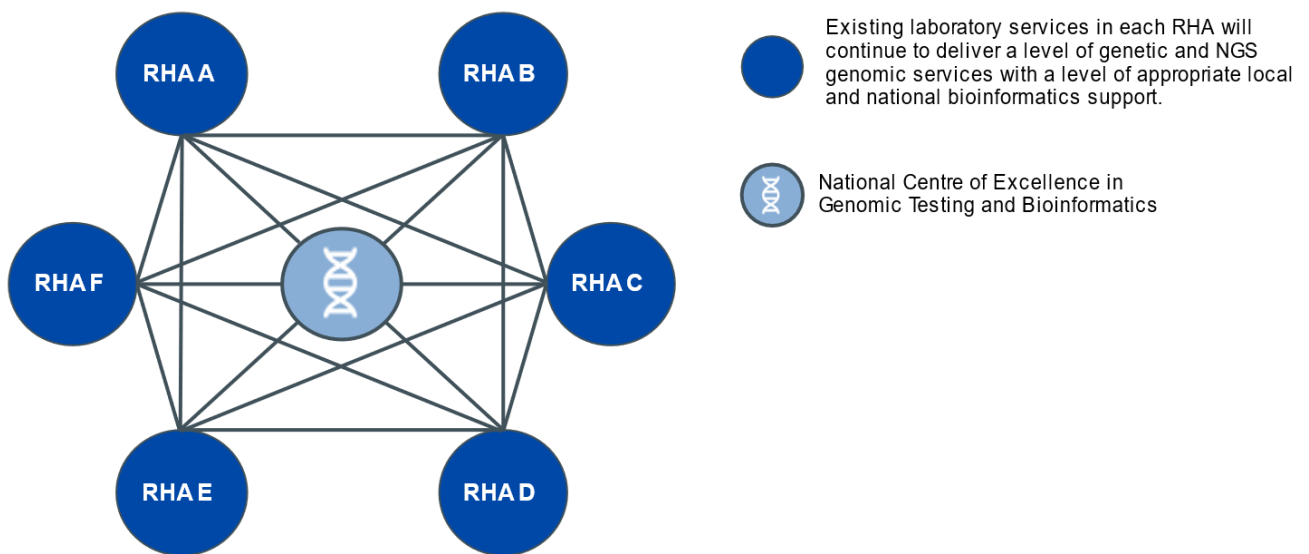 RHA A
RHA B
RHA F
RHA C
RHA E
RHA D
Existing laboratory services in each RHA will
continue to deliver a level of genetic and NGS
genomic services with a level of appropriate local
and national bioinformatics support.
National Centre of Excellence in
Genomic Testing and Bioinformatics